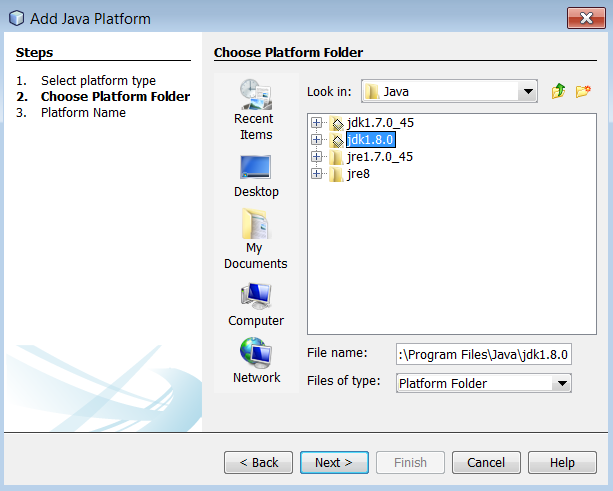 Add Java Platform
Steps
1. Select platform type
2. Choose Platform Folder
3. Platform Name
Choose Platform Folder
Look in: Java
Recent
Items
Desktop
My
Documents
Computer
Network
jdk1.7.0_45
jdk1.8.0
jre1.7.0_45
jre8
File name: :\Program Files\Java\jdk1.8.0
Files of type: Platform Folder
< Back Next > Finish Cancel Help